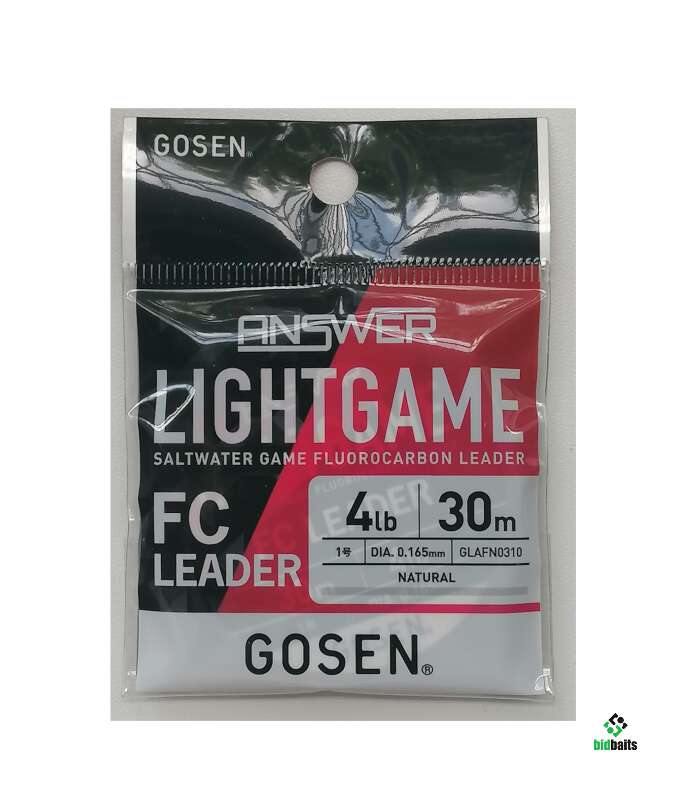 GOSEN®
ANSWER
LIGHTGAME
SALTWATER GAME FLUOROCARBON LEADER
FC
LEADER
4lb 30m
1号 DIA. 0.165mm GLAFN0310
NATURAL
GOSEN®
bidbaits